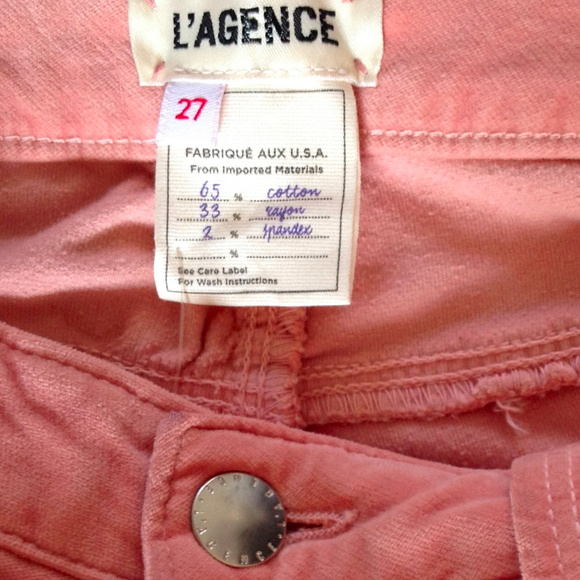 L'AGENCE
27
FABRIQUÉ AUX U.S.A.
From Imported Materials
65 % cotton
33 % rayon
2 % spandex
%
See Care Label
For Wash Instructions